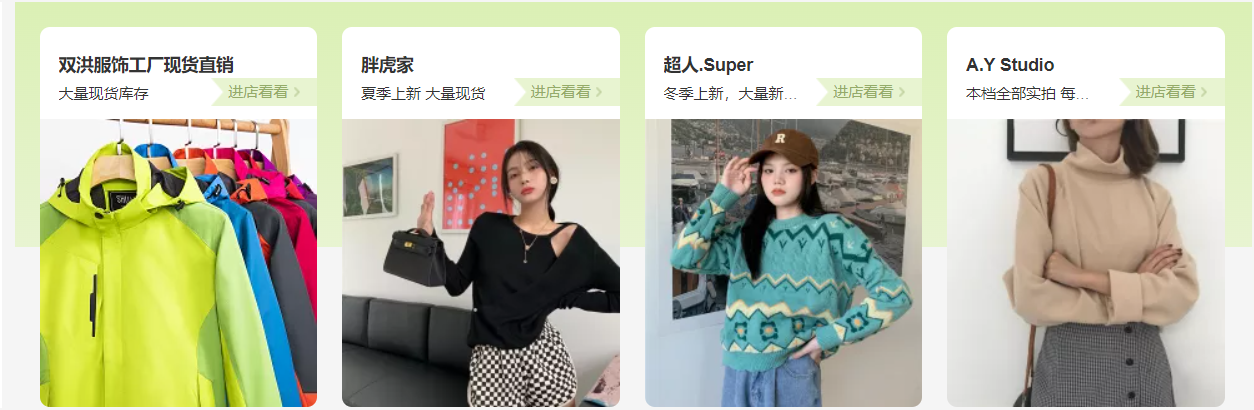 双洪服饰工厂现货直销
大量现货库存
进店看看 >
胖虎家
夏季上新 大量现货
进店看看 >
超人.Super
冬季上新，大量新...
进店看看 >
A.Y Studio
本档全部实拍 每...
进店看看 >
R